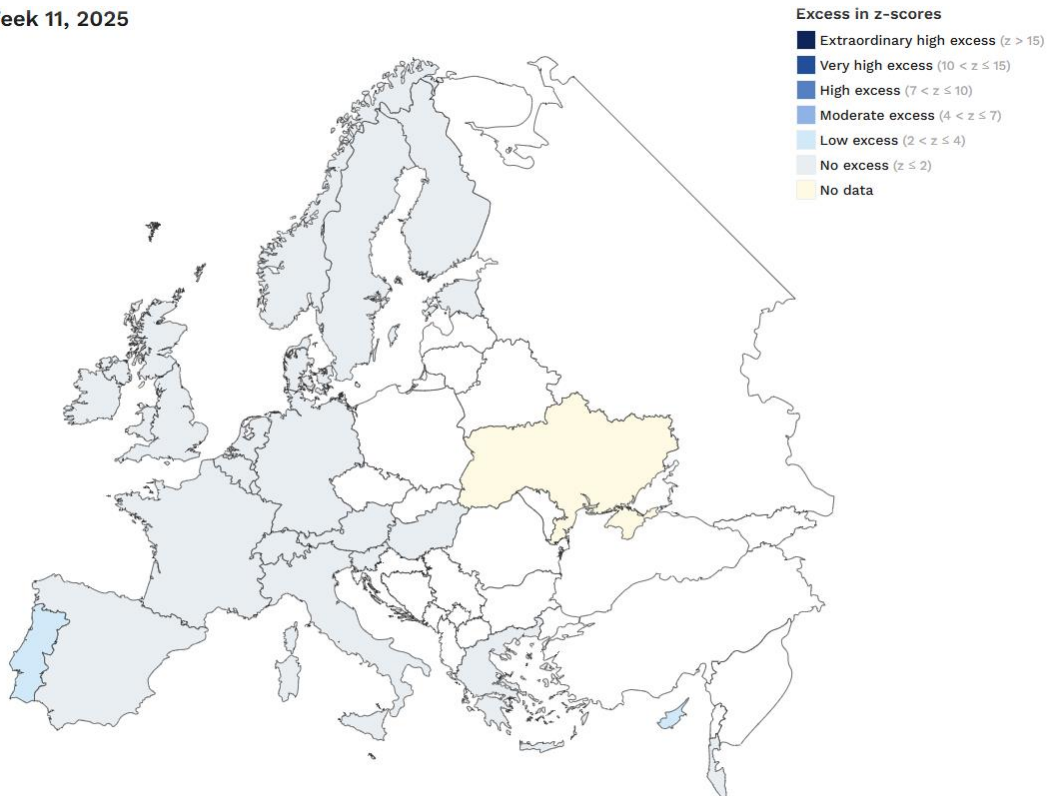 eek 11, 2025
Excess in z-scores
Extraordinary high excess (z > 15)
Very high excess (10 < z ≤ 15)
High excess (7 < z ≤ 10)
Moderate excess (4 < z ≤ 7)
Low excess (2 < z ≤ 4)
No excess (z ≤ 2)
No data